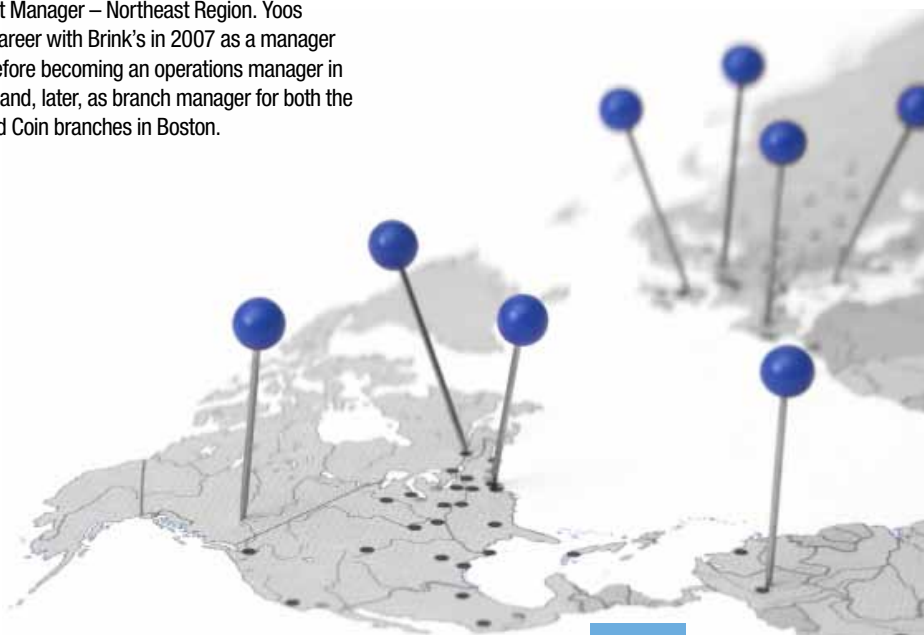 t Manager – Northeast Region. Yoos
areer with Brink's in 2007 as a manager
efore becoming an operations manager in
and, later, as branch manager for both the
d Coin branches in Boston.